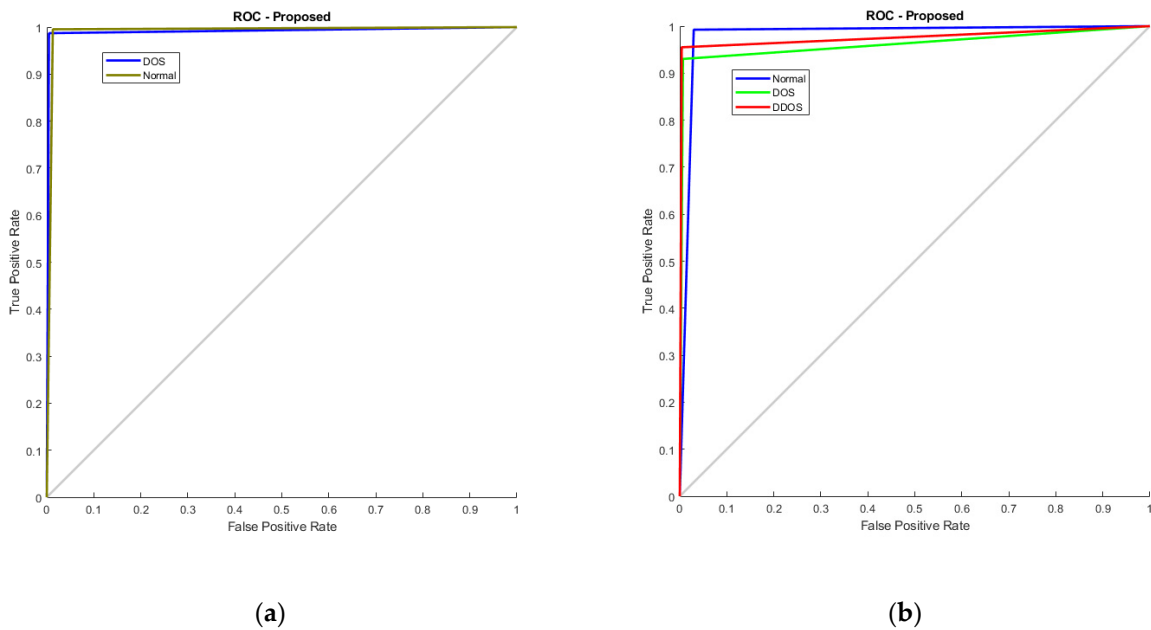 ROC - Proposed
1
0.9
0.8
0.7
0.6
0.5
0.4
0.3
0.2
0.1
0
True Positive Rate
DOS
Normal
0 0.1 0.2 0.3 0.4 0.5 0.6 0.7 0.8 0.9 1
False Positive Rate
(a)
ROC - Proposed
1
0.9
0.8
0.7
0.6
0.5
0.4
0.3
0.2
0.1
0
True Positive Rate
Normal
DOS
DDOS
0 0.1 0.2 0.3 0.4 0.5 0.6 0.7 0.8 0.9 1
False Positive Rate
(b)